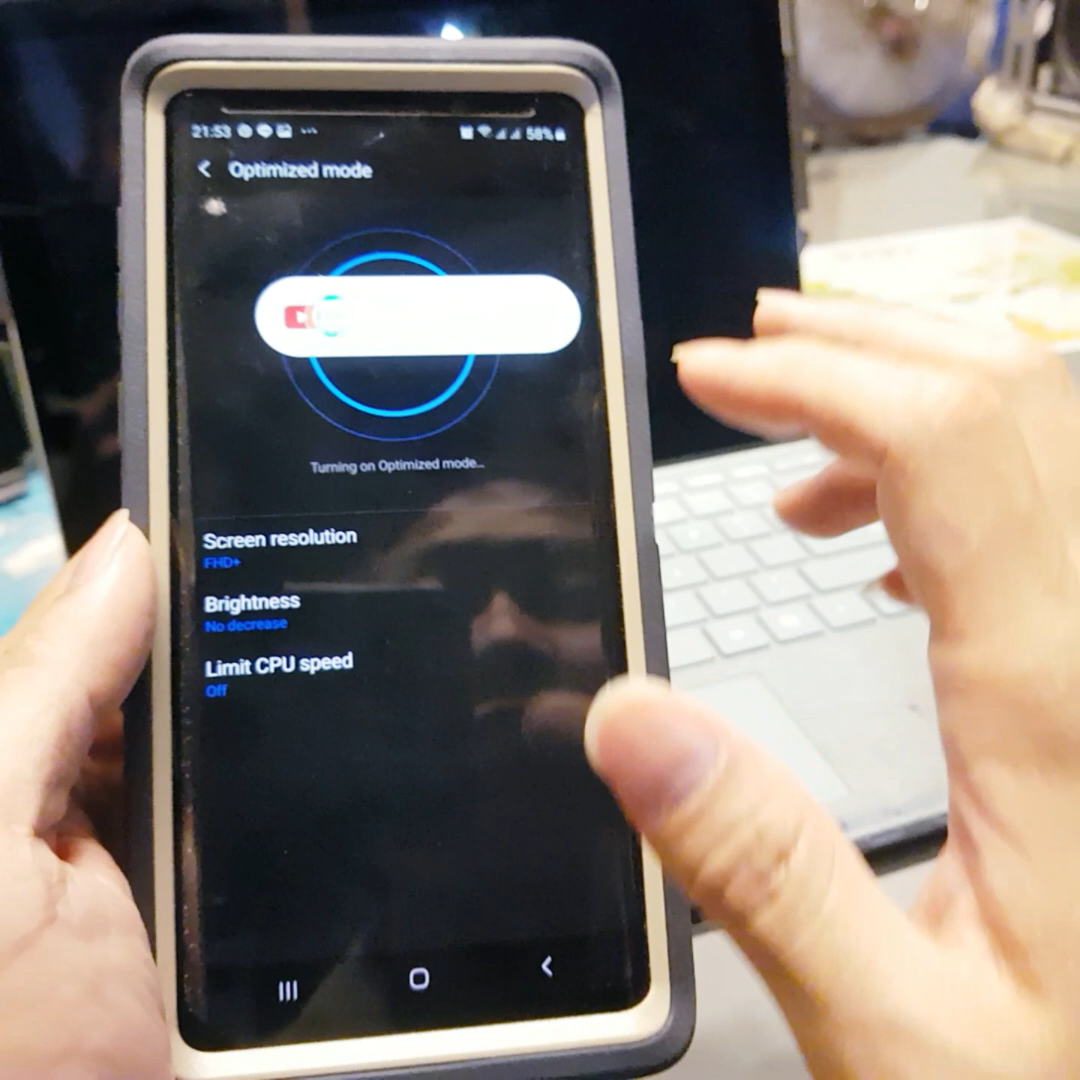 21:53 58%
Optimized mode
Turning on Optimized mode...
Screen resolution
FHD+
Brightness
No decrease
Limit CPU speed
Off